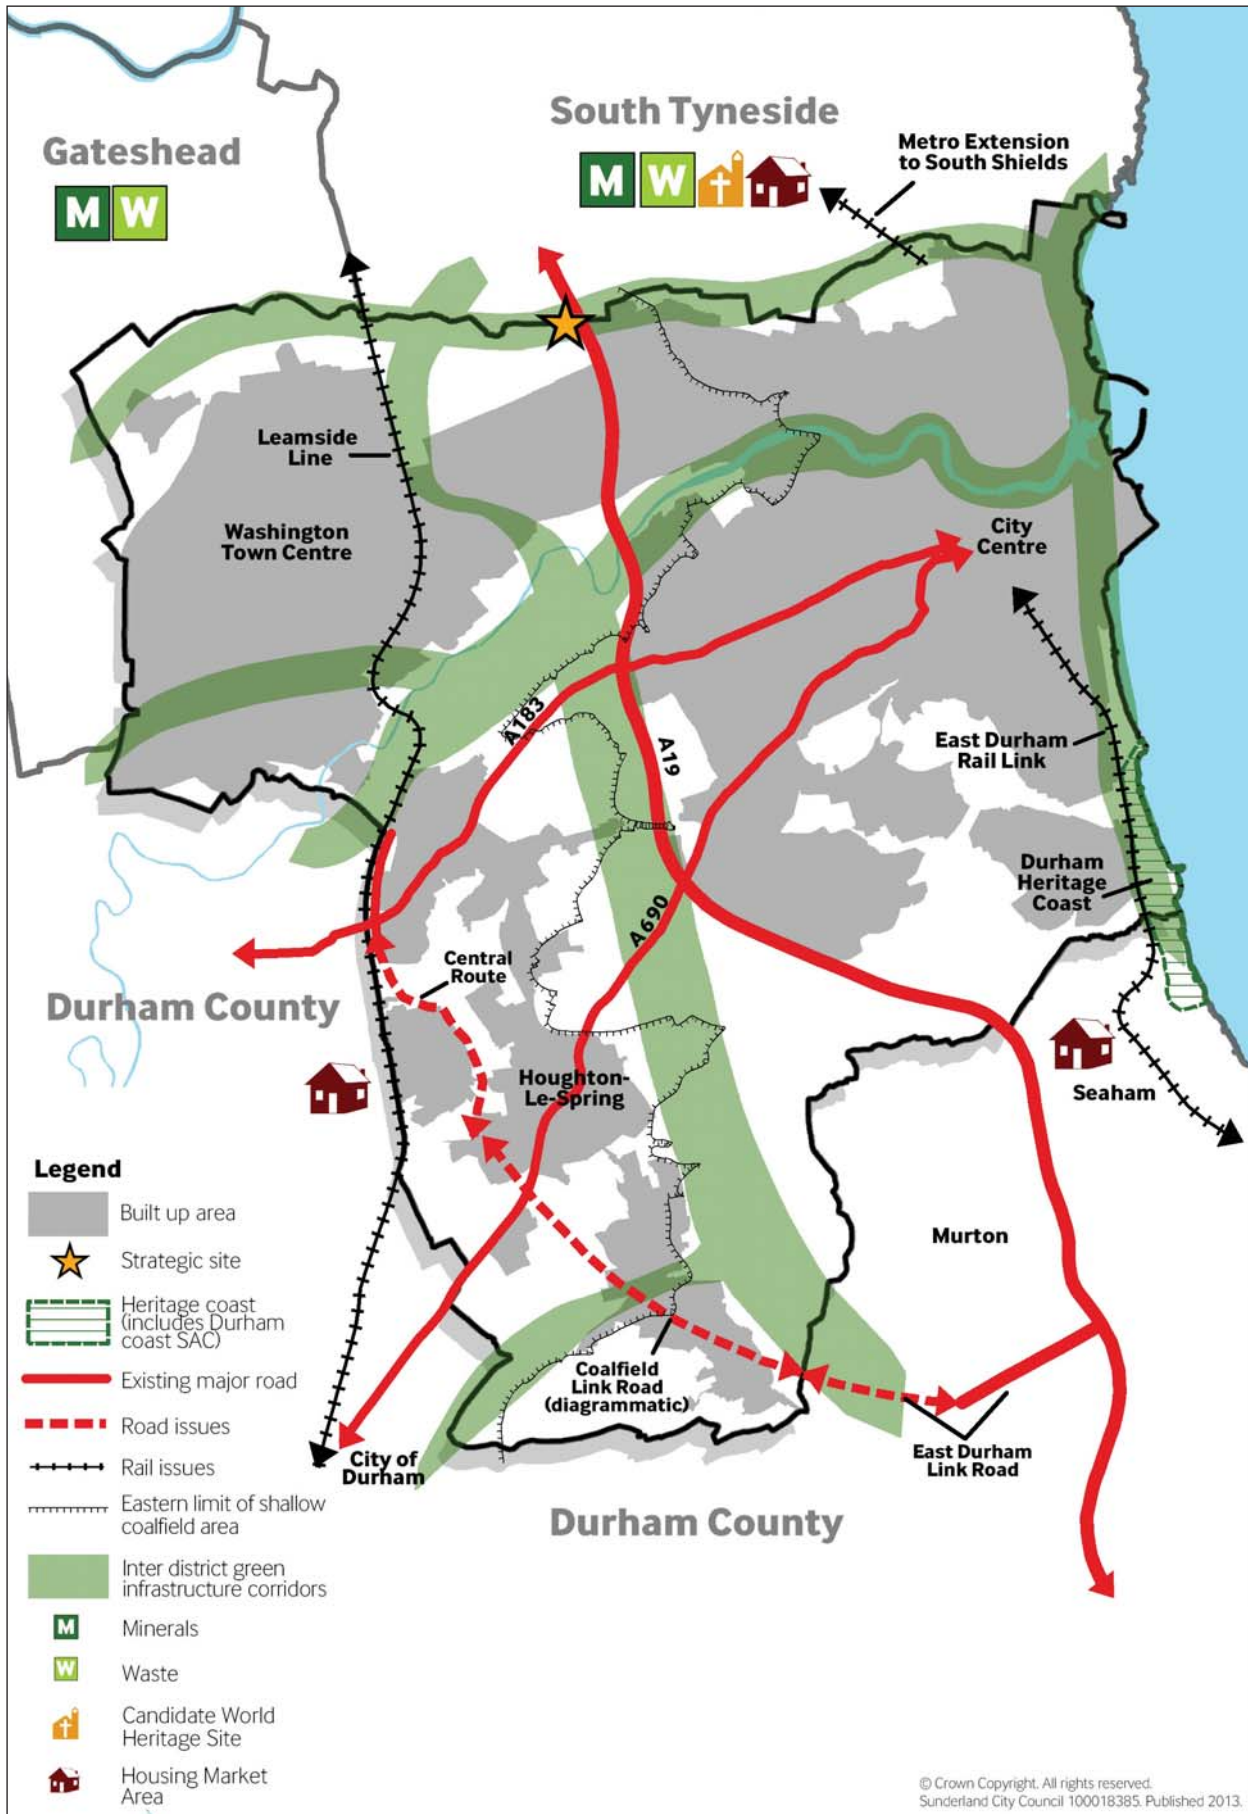 South Tyneside
Gateshead
M W
M W
Metro Extension
to South Shields
Leamside
Line
Washington
Town Centre
City
Centre
A183
A19
East Durham
Rail Link
Durham
Heritage
Coast
A690
Central
Route
Durham County
Houghton-
Le-Spring
Seaham
Murton
Coalfield
Link Road
(diagrammatic)
East Durham
Link Road
City of
Durham
Durham County
Legend
Built up area
Strategic site
Heritage coast
(includes Durham
coast SAC)
Existing major road
Road issues
Rail issues
Eastern limit of shallow
coalfield area
Inter district green
infrastructure corridors
M Minerals
W Waste
Candidate World
Heritage Site
Housing Market
Area
© Crown Copyright. All rights reserved.
Sunderland City Council 100018385. Published 2013.